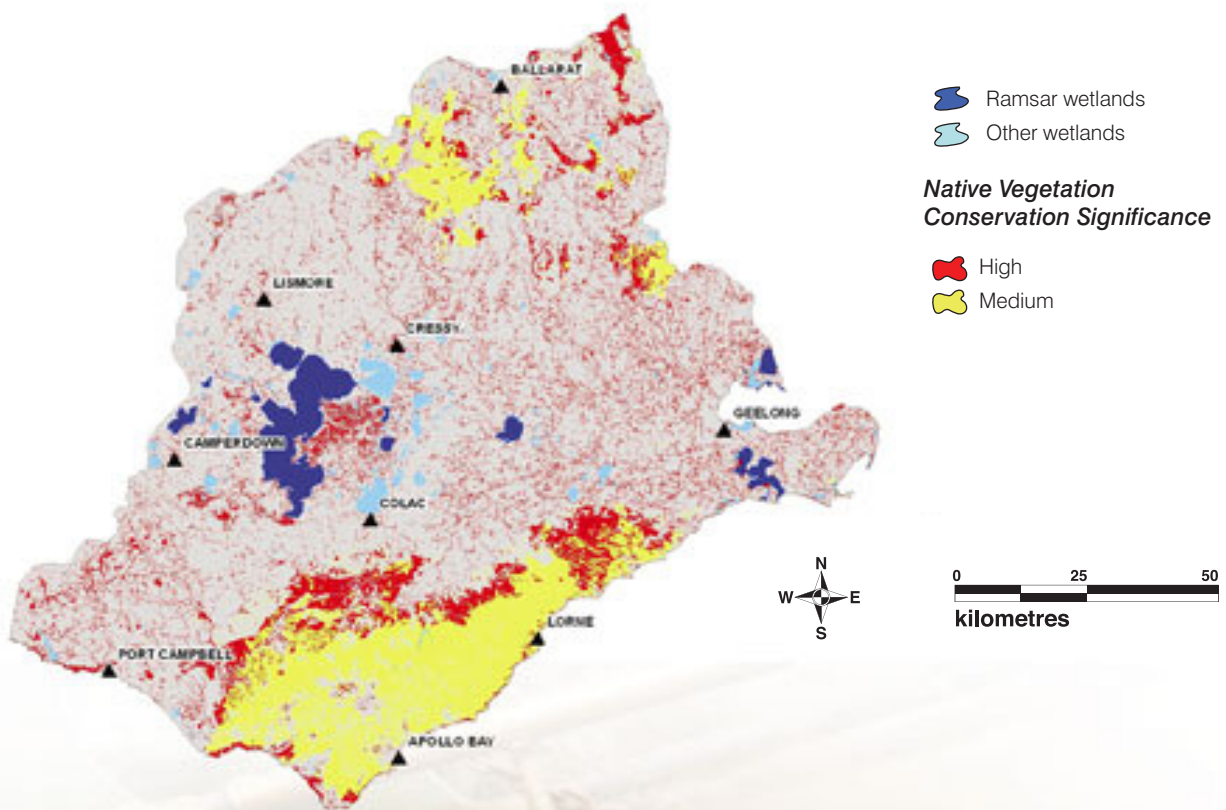 BALLARAT
LISMORE
CRESSY
GEELONG
CAMPERDOWN
COLAC
LORNE
PORT CAMPBELL
APOLLO BAY
Ramsar wetlands
Other wetlands
Native Vegetation
Conservation Significance
High
Medium
N
W E
S
0 25 50
kilometres